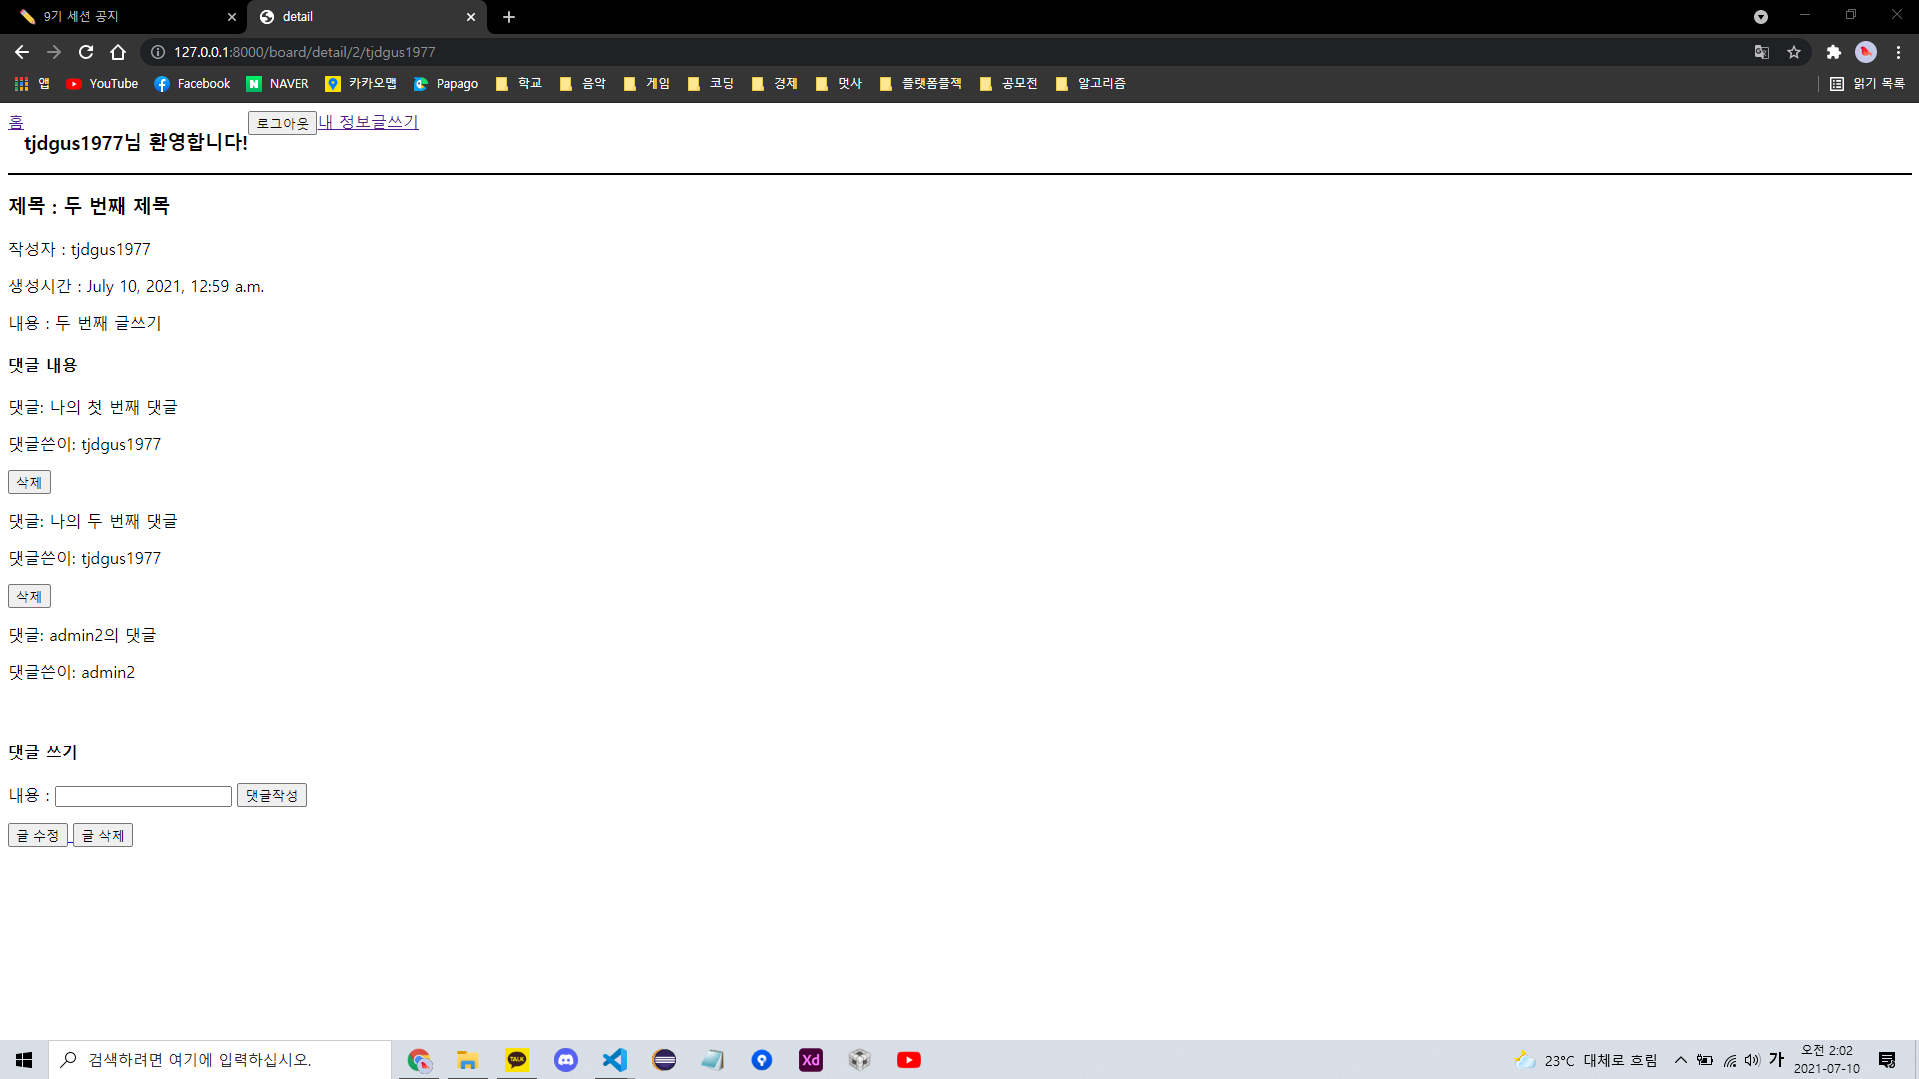 9기 세션 공지
detail
127.0.0.1:8000/board/detail/2/tjdgus1977
앱 YouTube Facebook NAVER 카카오맵 Papago 학교 음악 게임 코딩 경제 멋사 플랫폼플젝 공모전 알고리즘 읽기 목록
홈 tjdgus1977님 환영합니다! 로그아웃 내 정보글쓰기
제목 : 두 번째 제목
작성자 : tjdgus1977
생성시간 : July 10, 2021, 12:59 a.m.
내용 : 두 번째 글쓰기
댓글 내용
댓글: 나의 첫 번째 댓글
댓글쓴이: tjdgus1977
삭제
댓글: 나의 두 번째 댓글
댓글쓴이: tjdgus1977
삭제
댓글: admin2의 댓글
댓글쓴이: admin2
댓글 쓰기
내용 : 댓글작성
글 수정 글 삭제
검색하려면 여기에 입력하십시오.
TALK
Xd
23°C 대체로 흐림
가
오전 2:02
2021-07-10